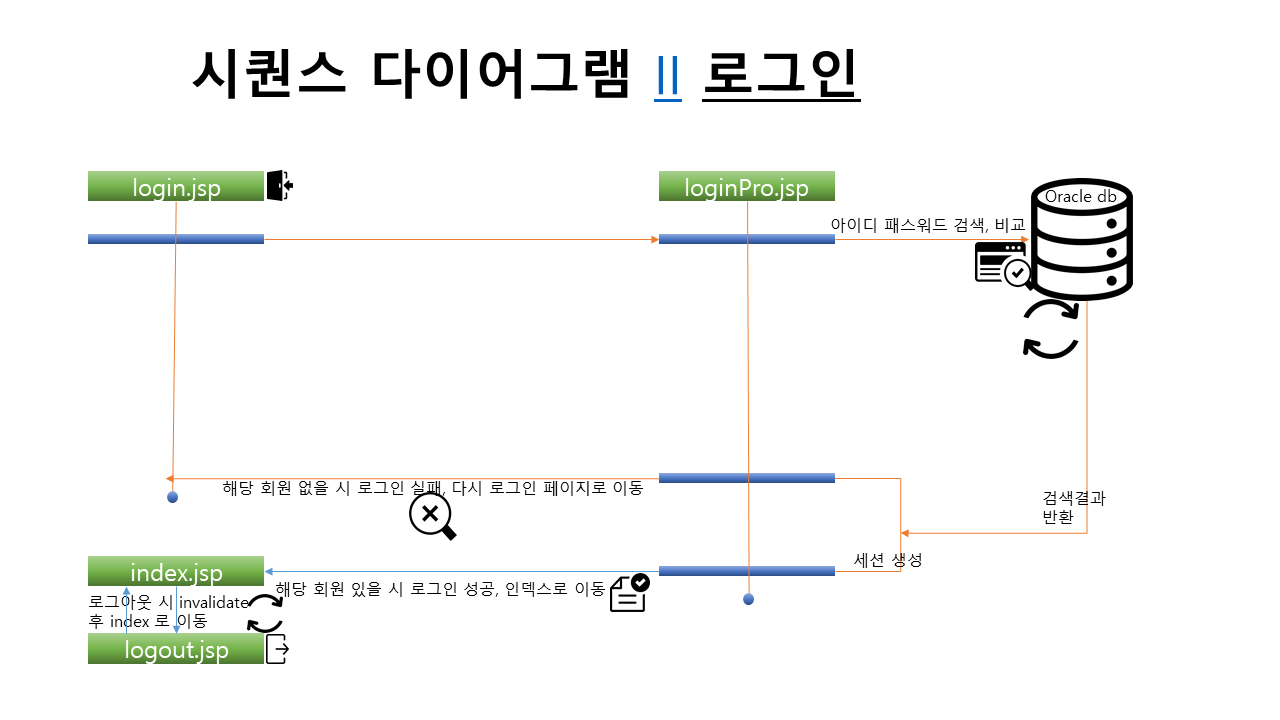 시퀀스 다이어그램 || 로그인
login.jsp
loginPro.jsp
Oracle db
아이디 패스워드 검색, 비교
해당 회원 없을 시 로그인 실패, 다시 로그인 페이지로 이동
검색결과
반환
세션 생성
index.jsp
해당 회원 있을 시 로그인 성공, 인덱스로 이동
로그아웃 시 invalidate
후 index 로 이동
logout.jsp